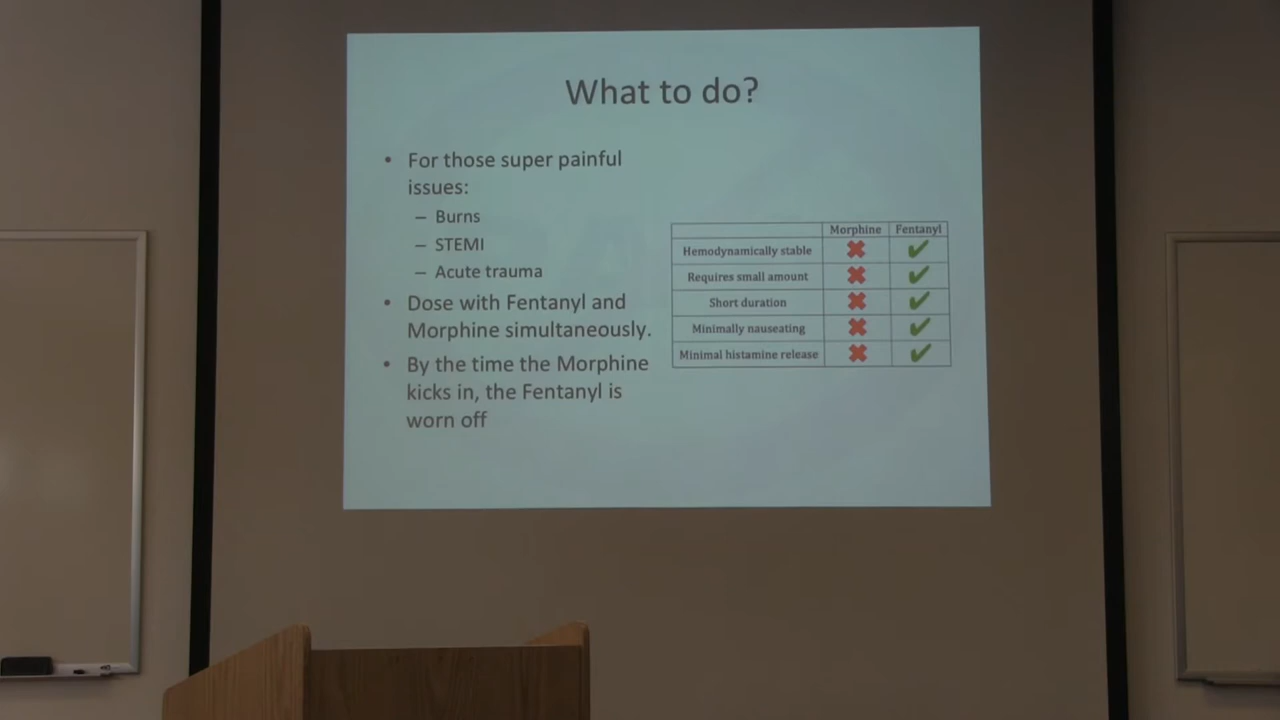 What to do?
• For those super painful
issues:
– Burns
– STEMI
– Acute trauma
• Dose with Fentanyl and
Morphine simultaneously.
• By the time the Morphine
kicks in, the Fentanyl is
worn off
Morphine Fentanyl
Hemodynamically stable ✖ ✔
Requires small amount ✖ ✔
Short duration ✖ ✔
Minimally nauseating ✖ ✔
Minimal histamine release ✖ ✔